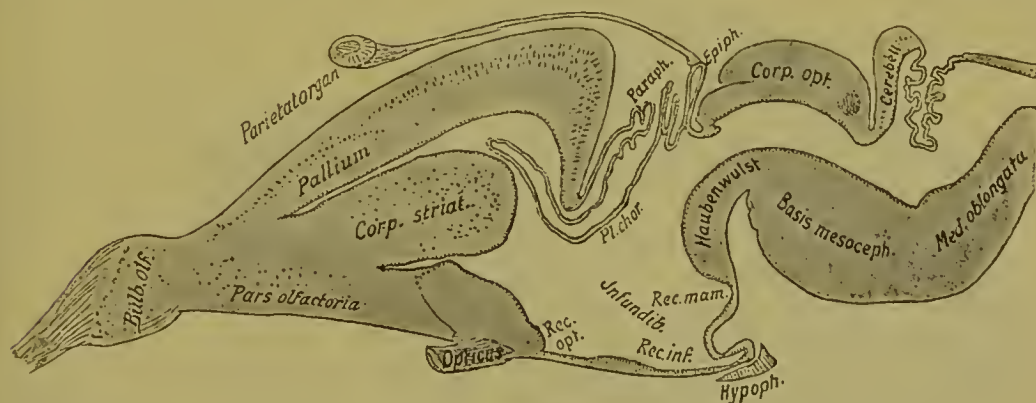 Parietatorgan
Epiph.
Paraph.
Corp. opt.
Cerebell.
Pallium
Corp. striat.
Pl. chor.
Haubenwulst
Basis mesoceph.
Med. oblongata
Bulb. olf.
Pars olfactoria
Infundib.
Rec. mam.
Rec. opt.
Opticus
Rec. inf.
Hypoph.